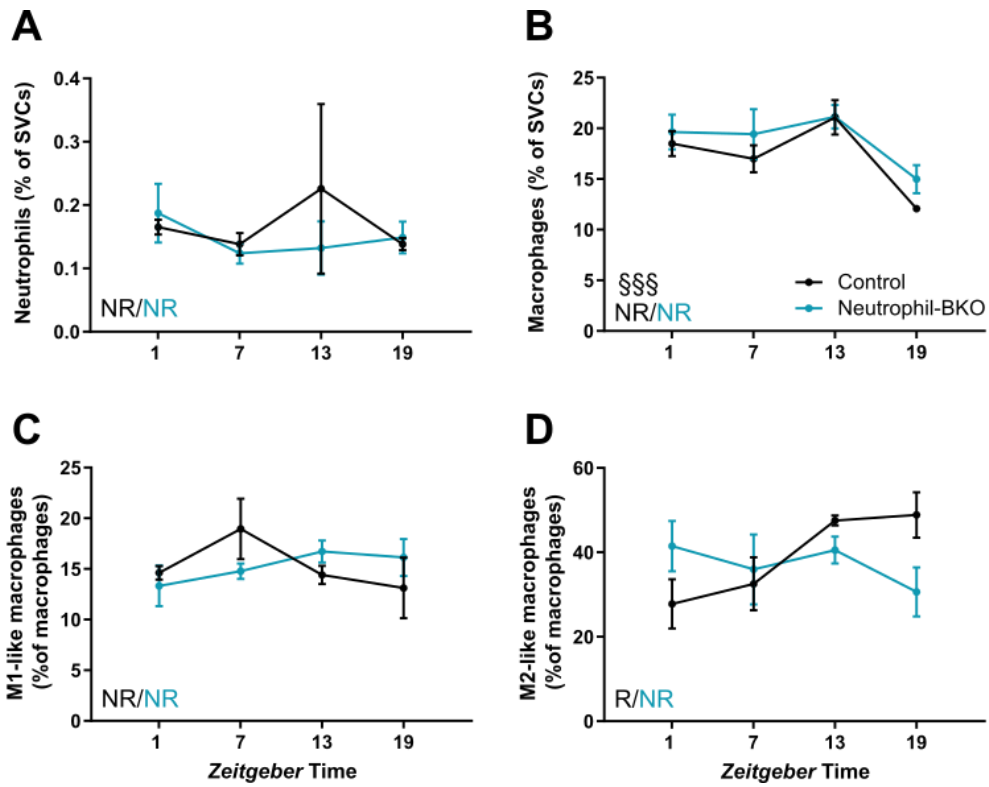 A
Neutrophils (% of SVCs)
0.4
0.3
0.2
0.1
0.0
NR/NR
1 7 13 19
B
Macrophages (% of SVCs)
25
20
15
10
5
0
§§§
NR/NR
Control
Neutrophil-BKO
1 7 13 19
C
M1-like macrophages
(%of macrophages)
25
20
15
10
5
0
NR/NR
1 7 13 19
Zeitgeber Time
D
M2-like macrophages
(%of macrophages)
60
40
20
0
R/NR
1 7 13 19
Zeitgeber Time